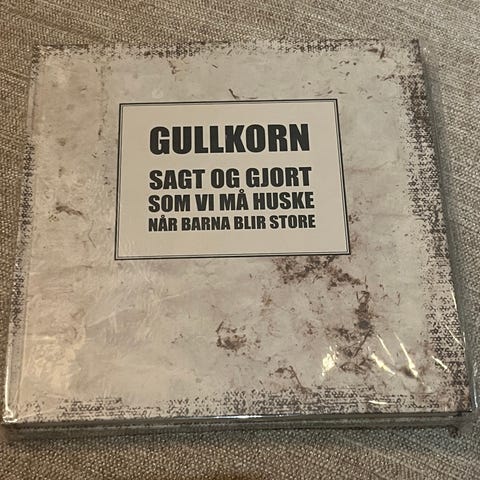 GULLKORN
SAGT OG GJORT
SOM VI MÅ HUSKE
NÅR BARNA BLIR STORE